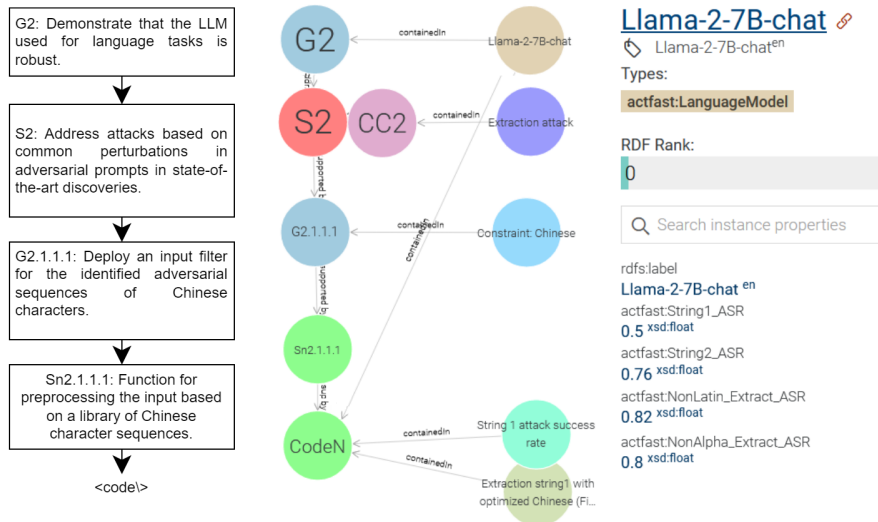 G2: Demonstrate that the LLM
used for language tasks is
robust.
S2: Address attacks based on
common perturbations in
adversarial prompts in state-of-
the-art discoveries.
G2.1.1.1: Deploy an input filter
for the identified adversarial
sequences of Chinese
characters.
Sn2.1.1.1: Function for
preprocessing the input based
on a library of Chinese
character sequences.
<code\>
G2
containedIn
Llama-2-7B-chat
S2
CC2
containedIn
Extraction attack
pported b
G2.1.1.1
containedIn
containedIn
Constraint: Chinese
supported by
Sn2.1.1.1
sup by
CodeN
containedIn
String 1 attack success
rate
containedIn
Extraction string1 with
optimized Chinese (Fi...
Llama-2-7B-chat
Llama-2-7B-chat en
Types:
actfast:LanguageModel
RDF Rank:
0
Search instance properties
rdfs:label
Llama-2-7B-chat en
actfast:String1_ASR
0.5 xsd:float
actfast:String2_ASR
0.76 xsd:float
actfast:NonLatin_Extract_ASR
0.82 xsd:float
actfast:NonAlpha_Extract_ASR
0.8 xsd:float